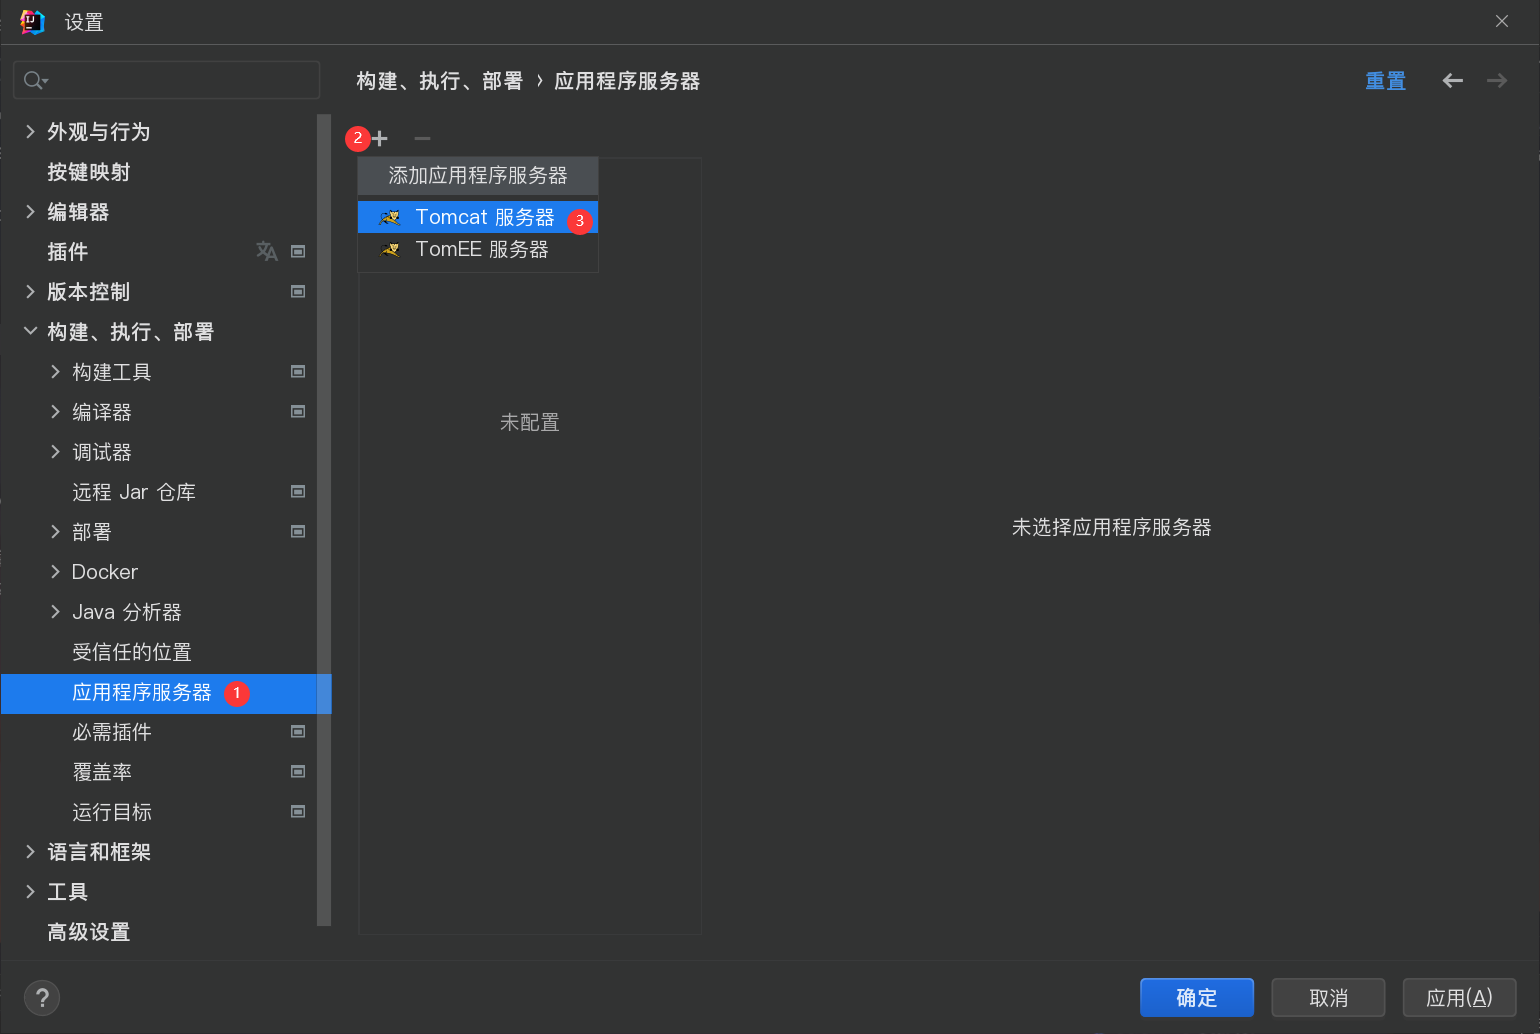 设置
构建、执行、部署 › 应用程序服务器
重置
外观与行为
按键映射
编辑器
插件
版本控制
构建、执行、部署
构建工具
编译器
调试器
远程 Jar 仓库
部署
Docker
Java 分析器
受信任的位置
应用程序服务器 1
必需插件
覆盖率
运行目标
语言和框架
工具
高级设置
2
添加应用程序服务器
Tomcat 服务器 3
TomEE 服务器
未配置
未选择应用程序服务器
?
确定
取消
应用(A)